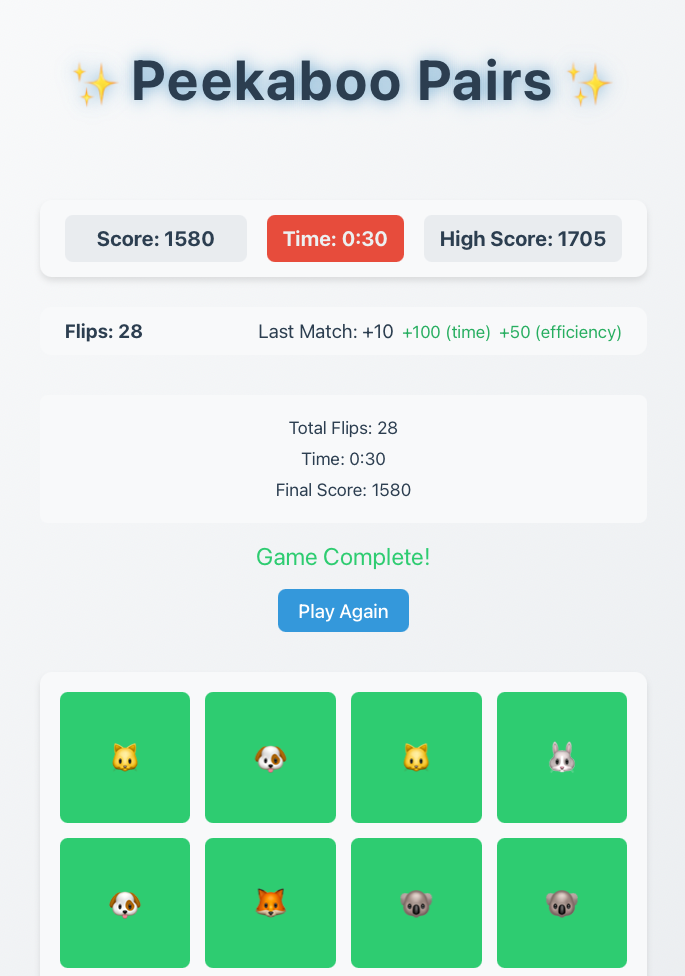 ✨ Peekaboo Pairs ✨
Score: 1580
Time: 0:30
High Score: 1705
Flips: 28
Last Match: +10 +100 (time) +50 (efficiency)
Total Flips: 28
Time: 0:30
Final Score: 1580
Game Complete!
Play Again